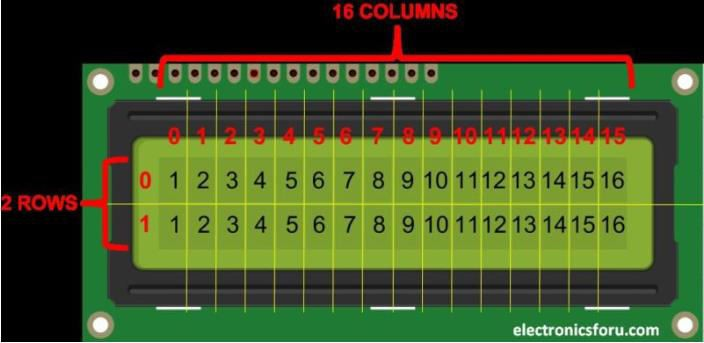 16 COLUMNS
0 1 2 3 4 5 6 7 8 9 10 11 12 13 14 15
0 1 2 3 4 5 6 7 8 9 10 11 12 13 14 15 16
2 ROWS
1 1 2 3 4 5 6 7 8 9 10 11 12 13 14 15 16
electronicsforu.com